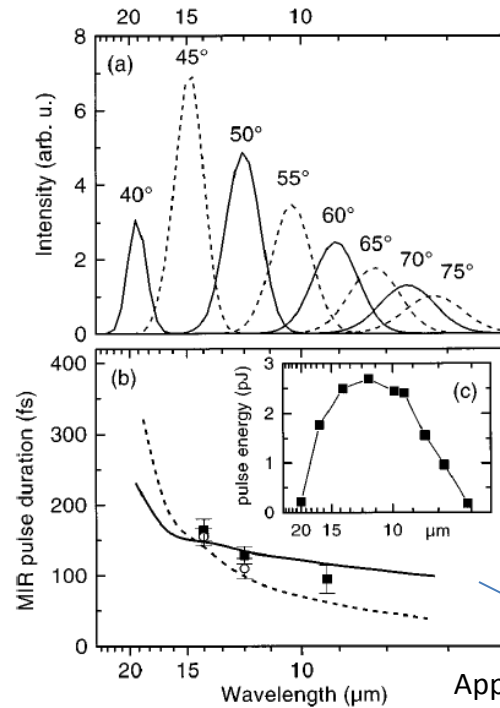 20 15 10
8
(a)
45°
6
50°
Intensity (arb. u.)
4
55°
40°
60°
65°
2
70°
75°
0
400
(b)
3
(c)
MIR pulse duration (fs)
300
pulse energy (pJ)
2
200
1
0
20 15 10 µm
100
0
20 15 10
App
Wavelength (µm)